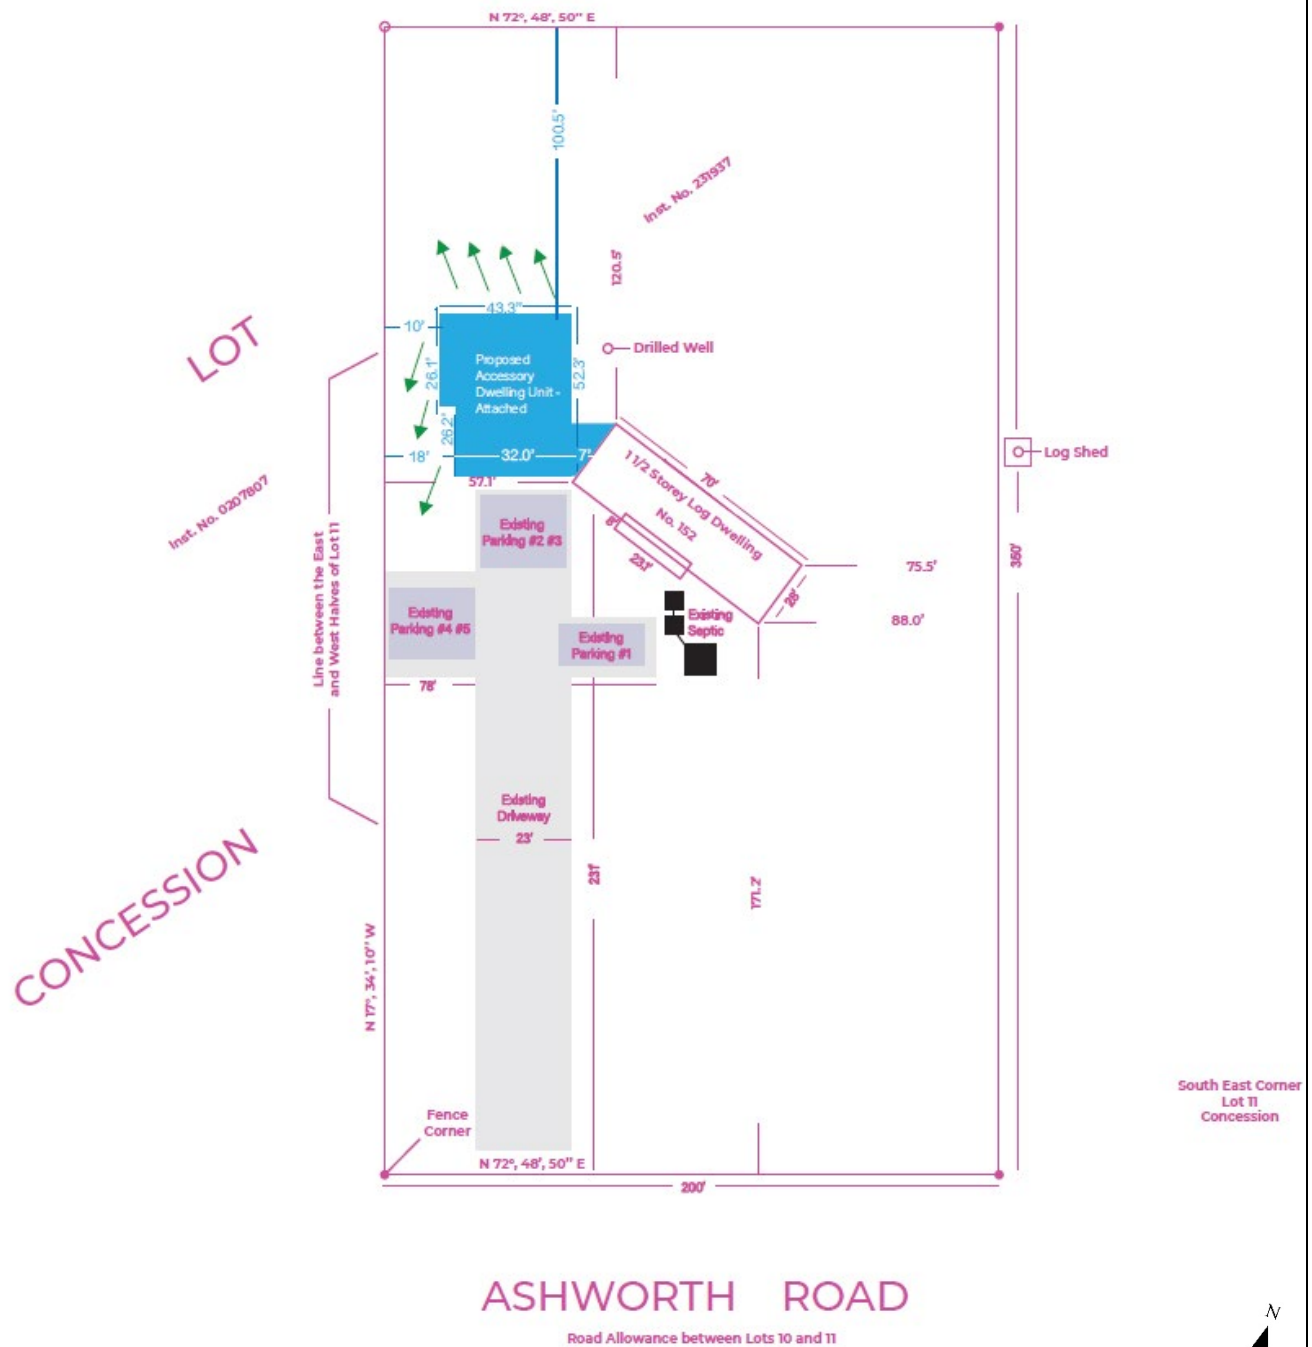 N 72°, 48', 50" E
100.5'
Inst. No. 231937
120.5'
LOT
43.3"
10'
Drilled Well
Proposed
Accessory
Dwelling Unit -
Attached
26.1'
52.3'
26.2'
18'
32.0'
7'
57.1'
1 1/2 Storey Log Dwelling
No. 152
70'
Log Shed
Inst. No. 0207807
Existing
Parking #2 #3
8'
23.1'
28'
75.5'
350'
Line between the East
and West Halves of Lot 11
Existing
Parking #4 #5
Existing
Parking #1
Existing
Septic
88.0'
78'
Existing
Driveway
23'
231'
171.2'
CONCESSION
N 17°, 34', 10" W
Fence
Corner
South East Corner
Lot 11
Concession
N 72°, 48', 50" E
200'
ASHWORTH ROAD
Road Allowance between Lots 10 and 11
N